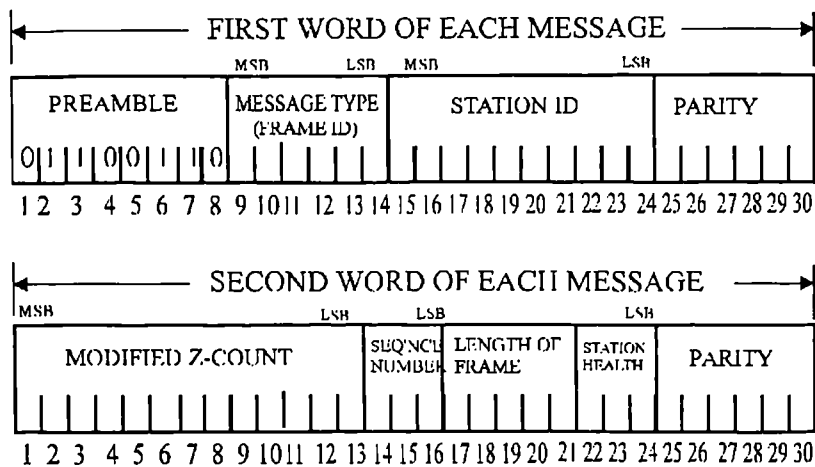 FIRST WORD OF EACH MESSAGE
MSB LSB MSB LSB
PREAMBLE MESSAGE TYPE STATION ID PARITY
(FRAME ID)
0 1 1 0 0 1 1 0
1 2 3 4 5 6 7 8 9 10 11 12 13 14 15 16 17 18 19 20 21 22 23 24 25 26 27 28 29 30
SECOND WORD OF EACH MESSAGE
MSB LSB LSB LSB
MODIFIED Z-COUNT SEQ'NCE LENGTH OF STATION PARITY
NUMBER FRAME HEALTH
1 2 3 4 5 6 7 8 9 10 11 12 13 14 15 16 17 18 19 20 21 22 23 24 25 26 27 28 29 30